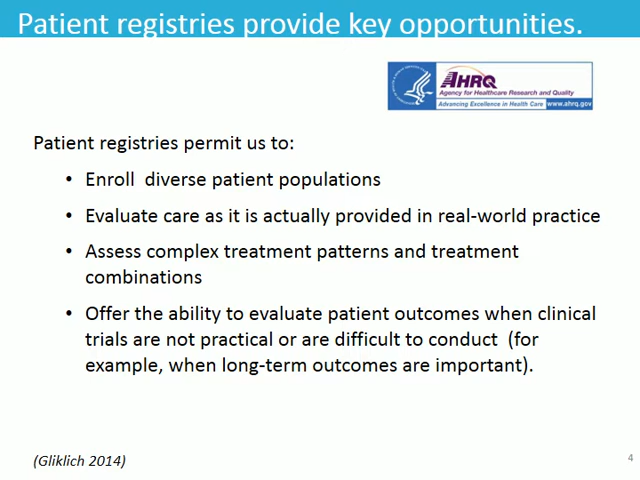 Patient registries provide key opportunities.
AHRQ
Agency for Healthcare Research and Quality
Advancing Excellence in Health Care www.ahrq.gov
Patient registries permit us to:
• Enroll diverse patient populations
• Evaluate care as it is actually provided in real-world practice
• Assess complex treatment patterns and treatment
combinations
• Offer the ability to evaluate patient outcomes when clinical
trials are not practical or are difficult to conduct (for
example, when long-term outcomes are important).
(Gliklich 2014)
4